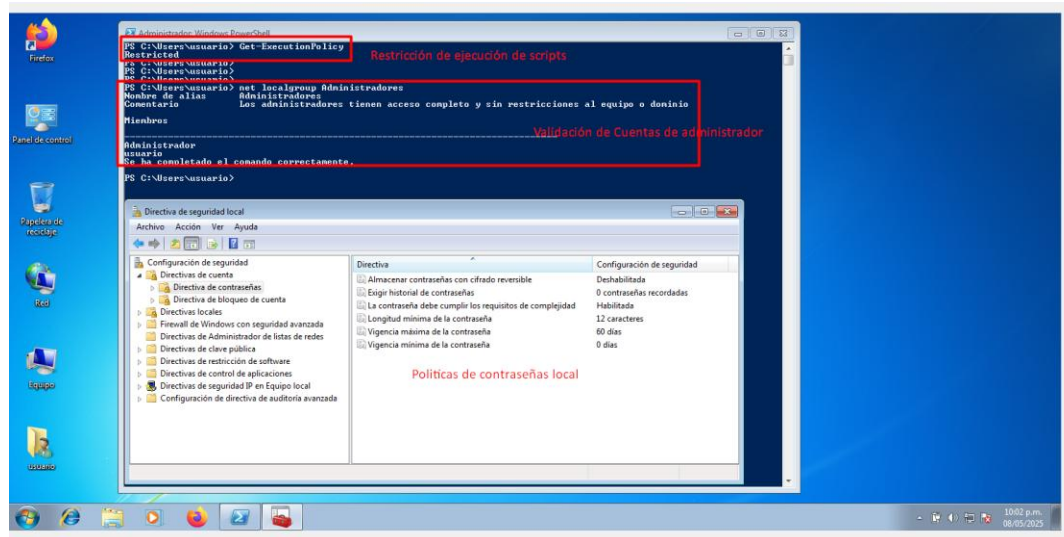 Firefox
Panel de control
Papelera de
reciclaje
Red
Equipo
usuario
Administrador: Windows PowerShell
PS C:\Users\usuario> Get-ExecutionPolicy
Restricted
PS C:\Users\usuario>
PS C:\Users\usuario>
PS C:\Users\usuario>
PS C:\Users\usuario> net localgroup Administradores
Nombre de alias     Administradores
Comentario          Los administradores tienen acceso completo y sin restricciones al equipo o dominio
Miembros
Administrador
usuario
Se ha completado el comando correctamente.
PS C:\Users\usuario>
Restricción de ejecución de scripts
Validación de Cuentas de administrador
Directiva de seguridad local
Archivo Acción Ver Ayuda
Configuración de seguridad
Directivas de cuenta
Directiva de contraseñas
Directiva de bloqueo de cuenta
Directivas locales
Firewall de Windows con seguridad avanzada
Directivas de Administrador de listas de redes
Directivas de clave pública
Directivas de restricción de software
Directivas de control de aplicaciones
Directivas de seguridad IP en Equipo local
Configuración de directiva de auditoría avanzada
Directiva Configuración de seguridad
Almacenar contraseñas con cifrado reversible Deshabilitada
Exigir historial de contraseñas 0 contraseñas recordadas
La contraseña debe cumplir los requisitos de complejidad Habilitada
Longitud mínima de la contraseña 12 caracteres
Vigencia máxima de la contraseña 60 días
Vigencia mínima de la contraseña 0 días
Politicas de contraseñas local
10:02 p.m.
08/05/2025